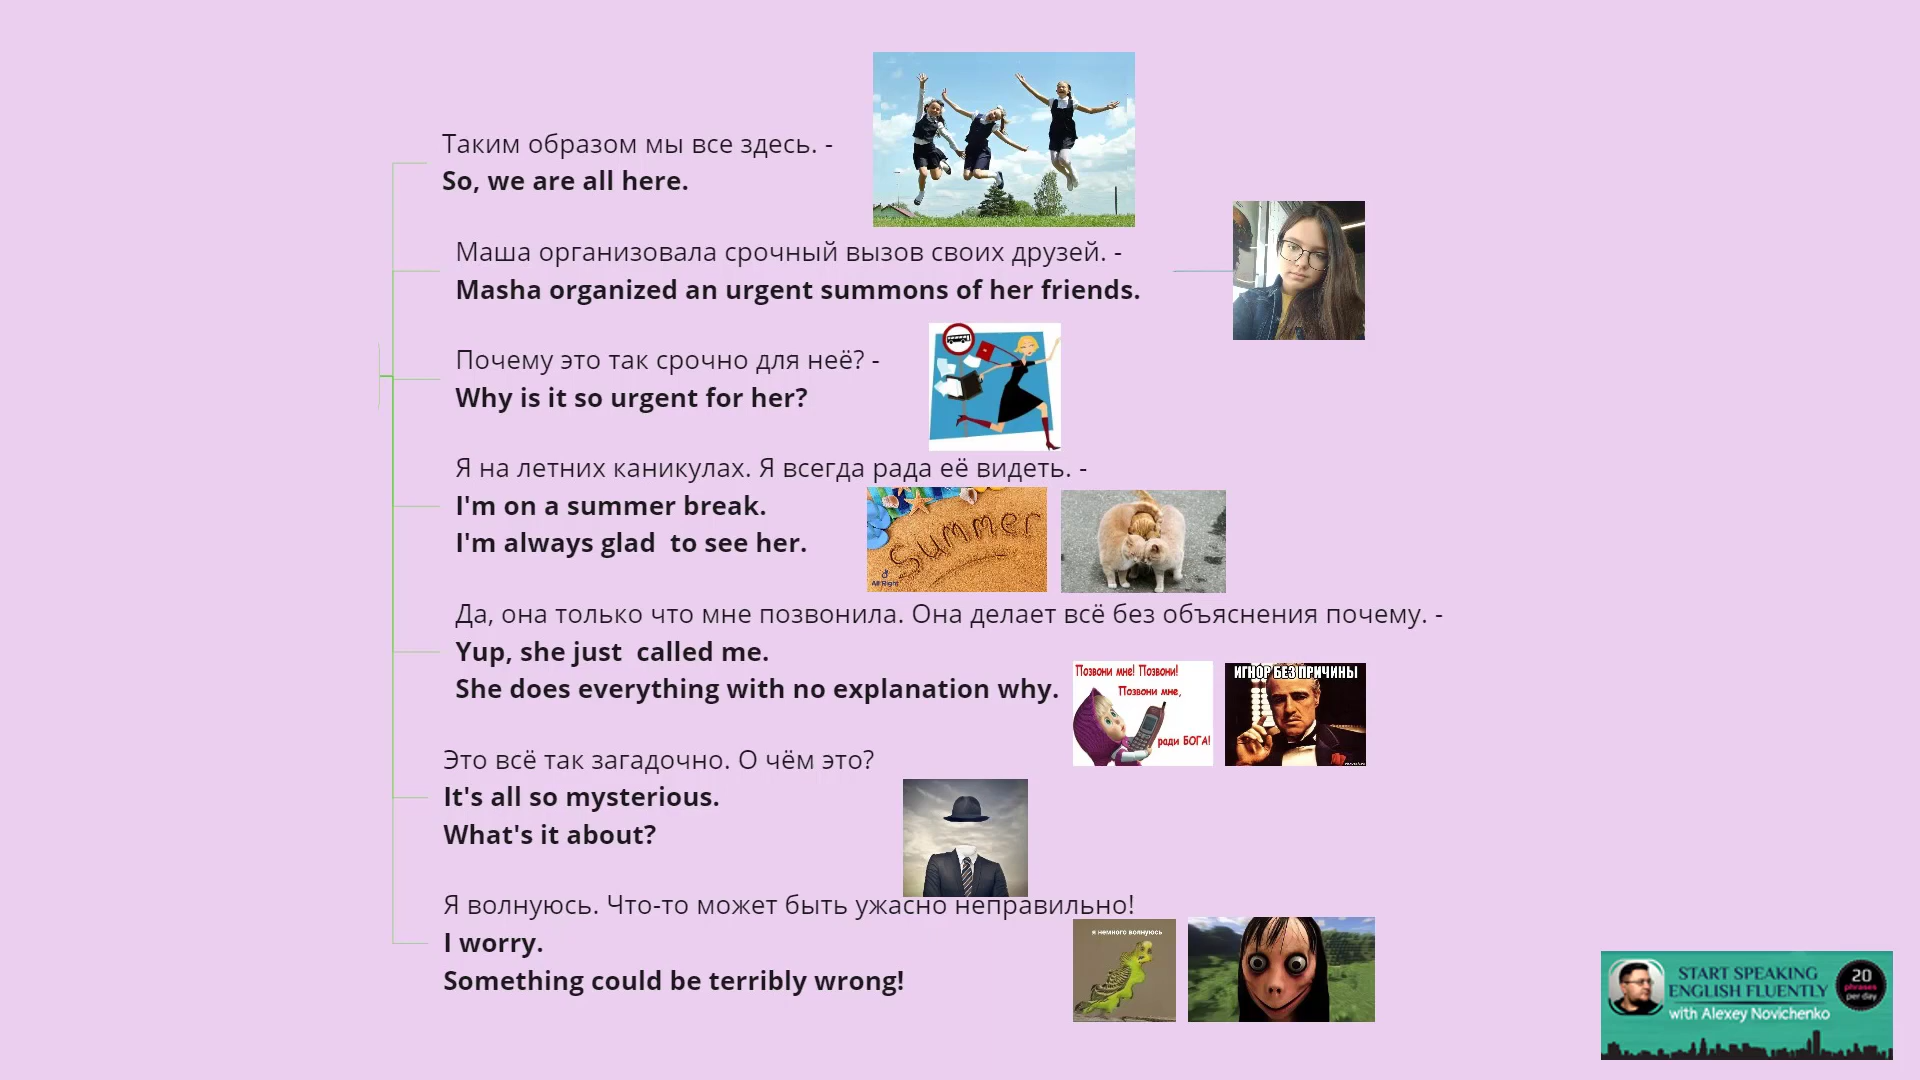 Таким образом мы все здесь. -
So, we are all here.
Маша организовала срочный вызов своих друзей. -
Masha organized an urgent summons of her friends.
Почему это так срочно для неё? -
Why is it so urgent for her?
Я на летних каникулах. Я всегда рада её видеть. -
I'm on a summer break.
I'm always glad  to see her.
Summer
All Right
Да, она только что мне позвонила. Она делает всё без объяснения почему. -
Yup, she just  called me.
She does everything with no explanation why.
Позвони мне! Позвони!
Позвони мне,
ради БОГА!
ИГНОР БЕЗ ПРИЧИНЫ
Это всё так загадочно. О чём это?
It's all so mysterious.
What's it about?
Я волнуюсь. Что-то может быть ужасно неправильно!
I worry.
Something could be terribly wrong!
я немного волнуюсь
START SPEAKING
ENGLISH FLUENTLY
with Alexey Novichenko
20
phrases
per day